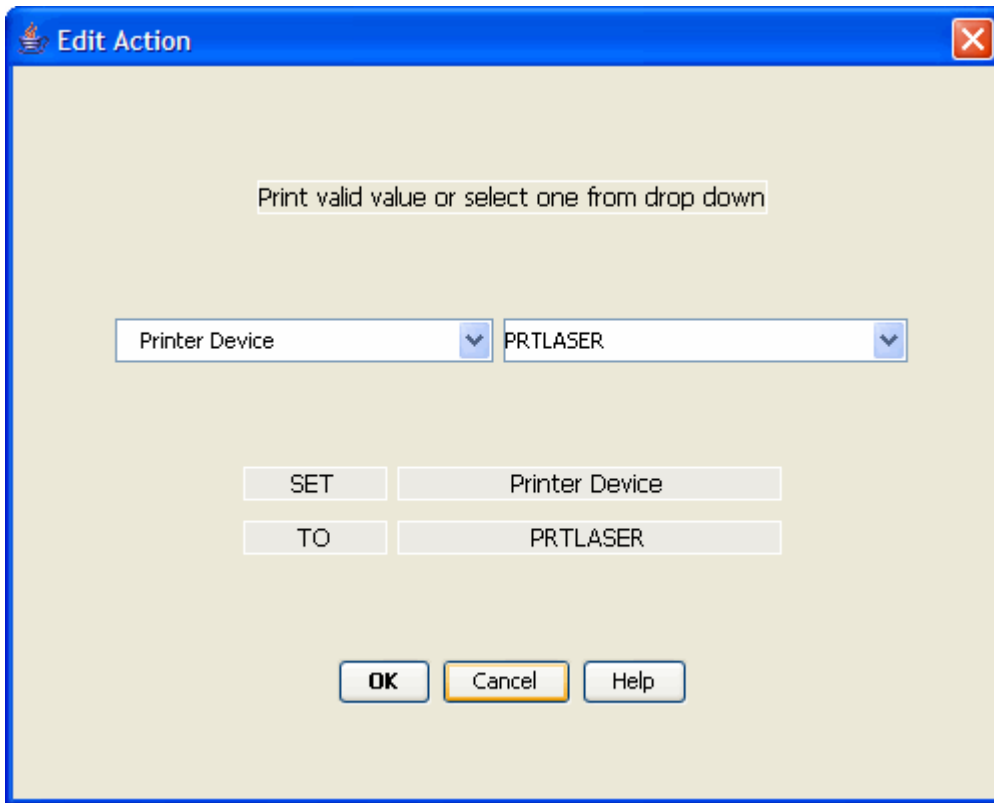 Edit Action
Print valid value or select one from drop down
Printer Device PRTLASER
SET Printer Device
TO PRTLASER
OK Cancel Help